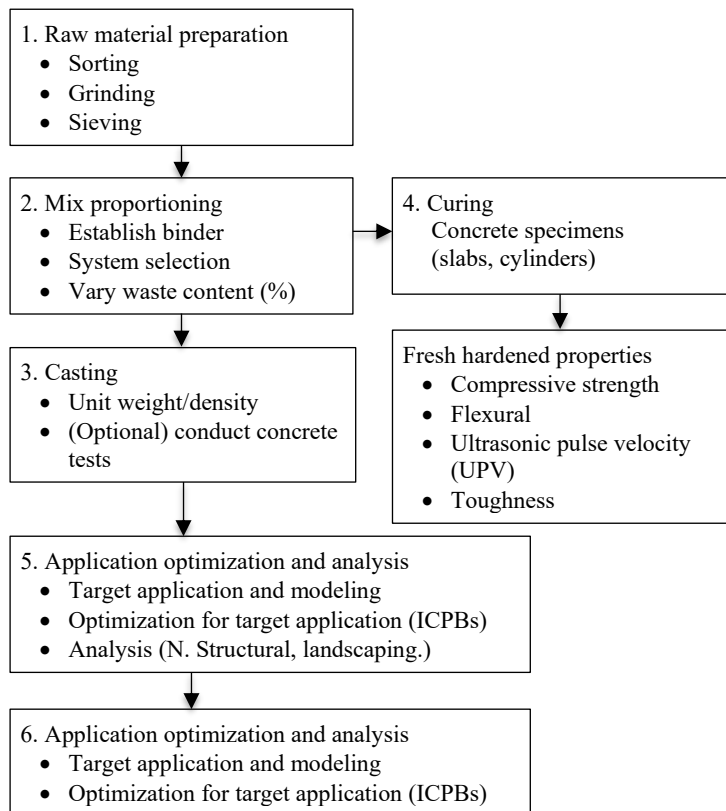 1. Raw material preparation
• Sorting
• Grinding
• Sieving
2. Mix proportioning
• Establish binder
• System selection
• Vary waste content (%)
4. Curing
Concrete specimens
(slabs, cylinders)
3. Casting
• Unit weight/density
• (Optional) conduct concrete
tests
Fresh hardened properties
• Compressive strength
• Flexural
• Ultrasonic pulse velocity
(UPV)
• Toughness
5. Application optimization and analysis
• Target application and modeling
• Optimization for target application (ICPBs)
• Analysis (N. Structural, landscaping.)
6. Application optimization and analysis
• Target application and modeling
• Optimization for target application (ICPBs)